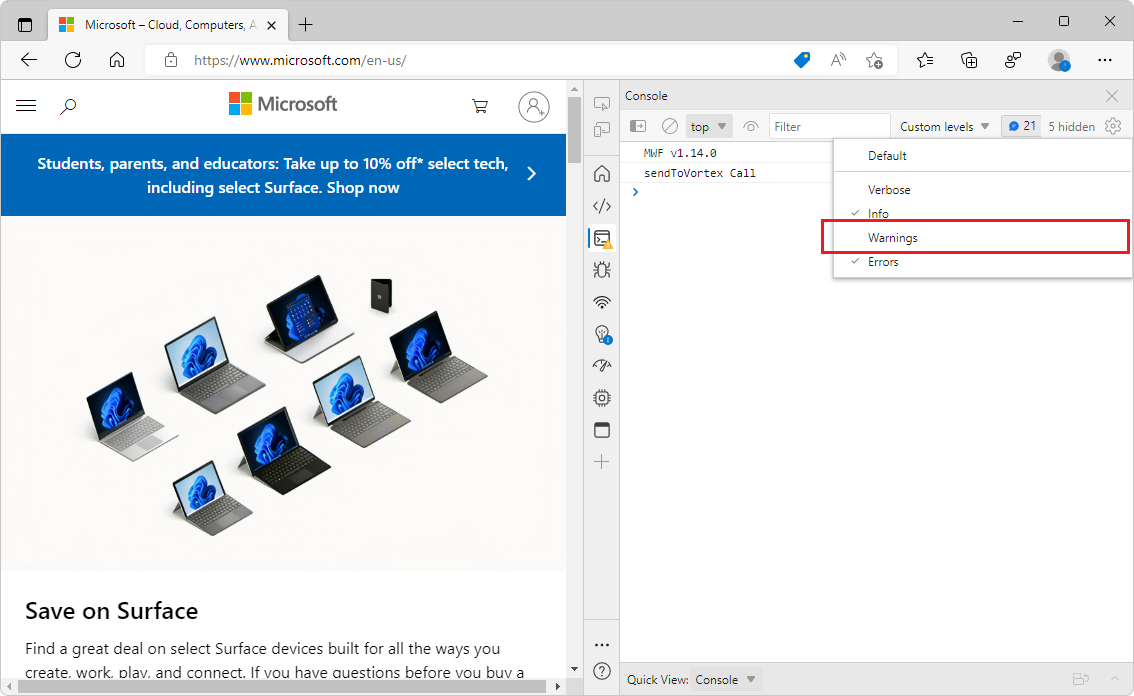 Microsoft – Cloud, Computers, A
https://www.microsoft.com/en-us/
Microsoft
Students, parents, and educators: Take up to 10% off* select tech,
including select Surface. Shop now
Save on Surface
Find a great deal on select Surface devices built for all the ways you
create, work, play, and connect. If you have questions before you buy a
Console
top
Filter
Custom levels
21
5 hidden
MWF v1.14.0
sendToVortex Call
Default
Verbose
Info
Warnings
Errors
Quick View: Console